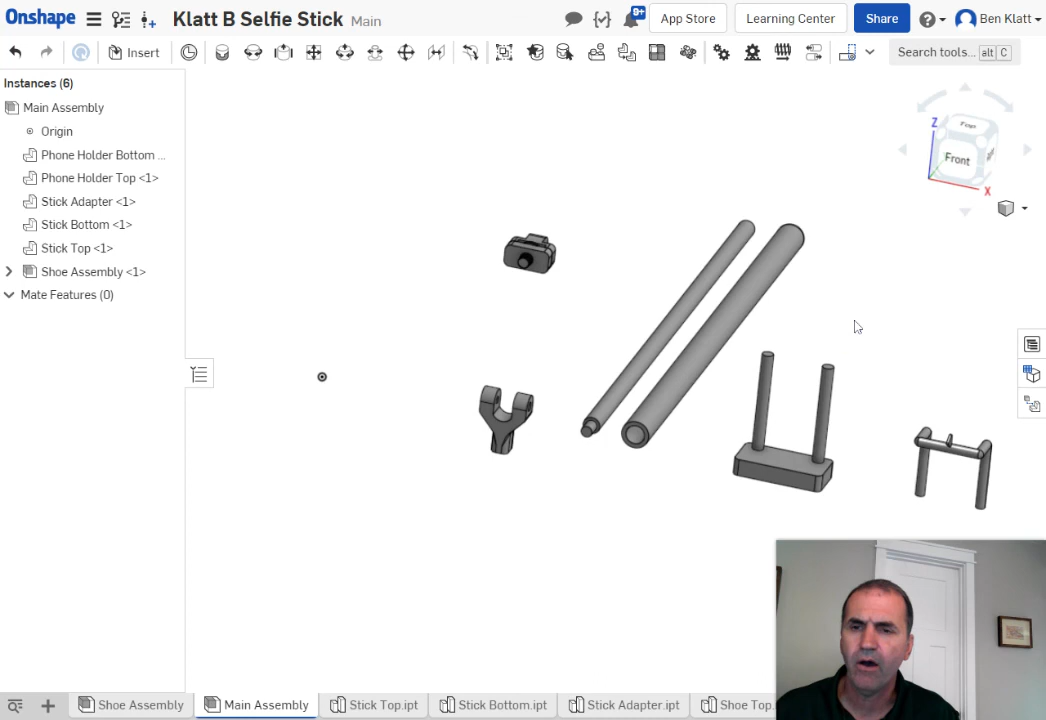 Onshape Klatt B Selfie Stick Main 9+ App Store Learning Center Share Ben Klatt
Insert Search tools... alt C
Instances (6)
Main Assembly
Origin
Phone Holder Bottom ...
Phone Holder Top <1>
Stick Adapter <1>
Stick Bottom <1>
Stick Top <1>
Shoe Assembly <1>
Mate Features (0)
Z
Front
X
Shoe Assembly Main Assembly Stick Top.ipt Stick Bottom.ipt Stick Adapter.ipt Shoe Top.